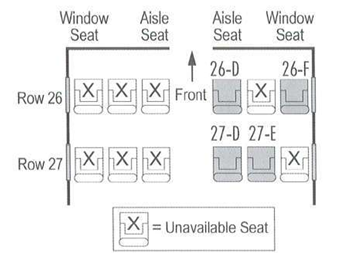 Window Seat
Aisle Seat
Aisle Seat
Window Seat
26-D
26-F
Row 26
X X X
Front
X
27-D 27-E
Row 27
X X X
X
X = Unavailable Seat